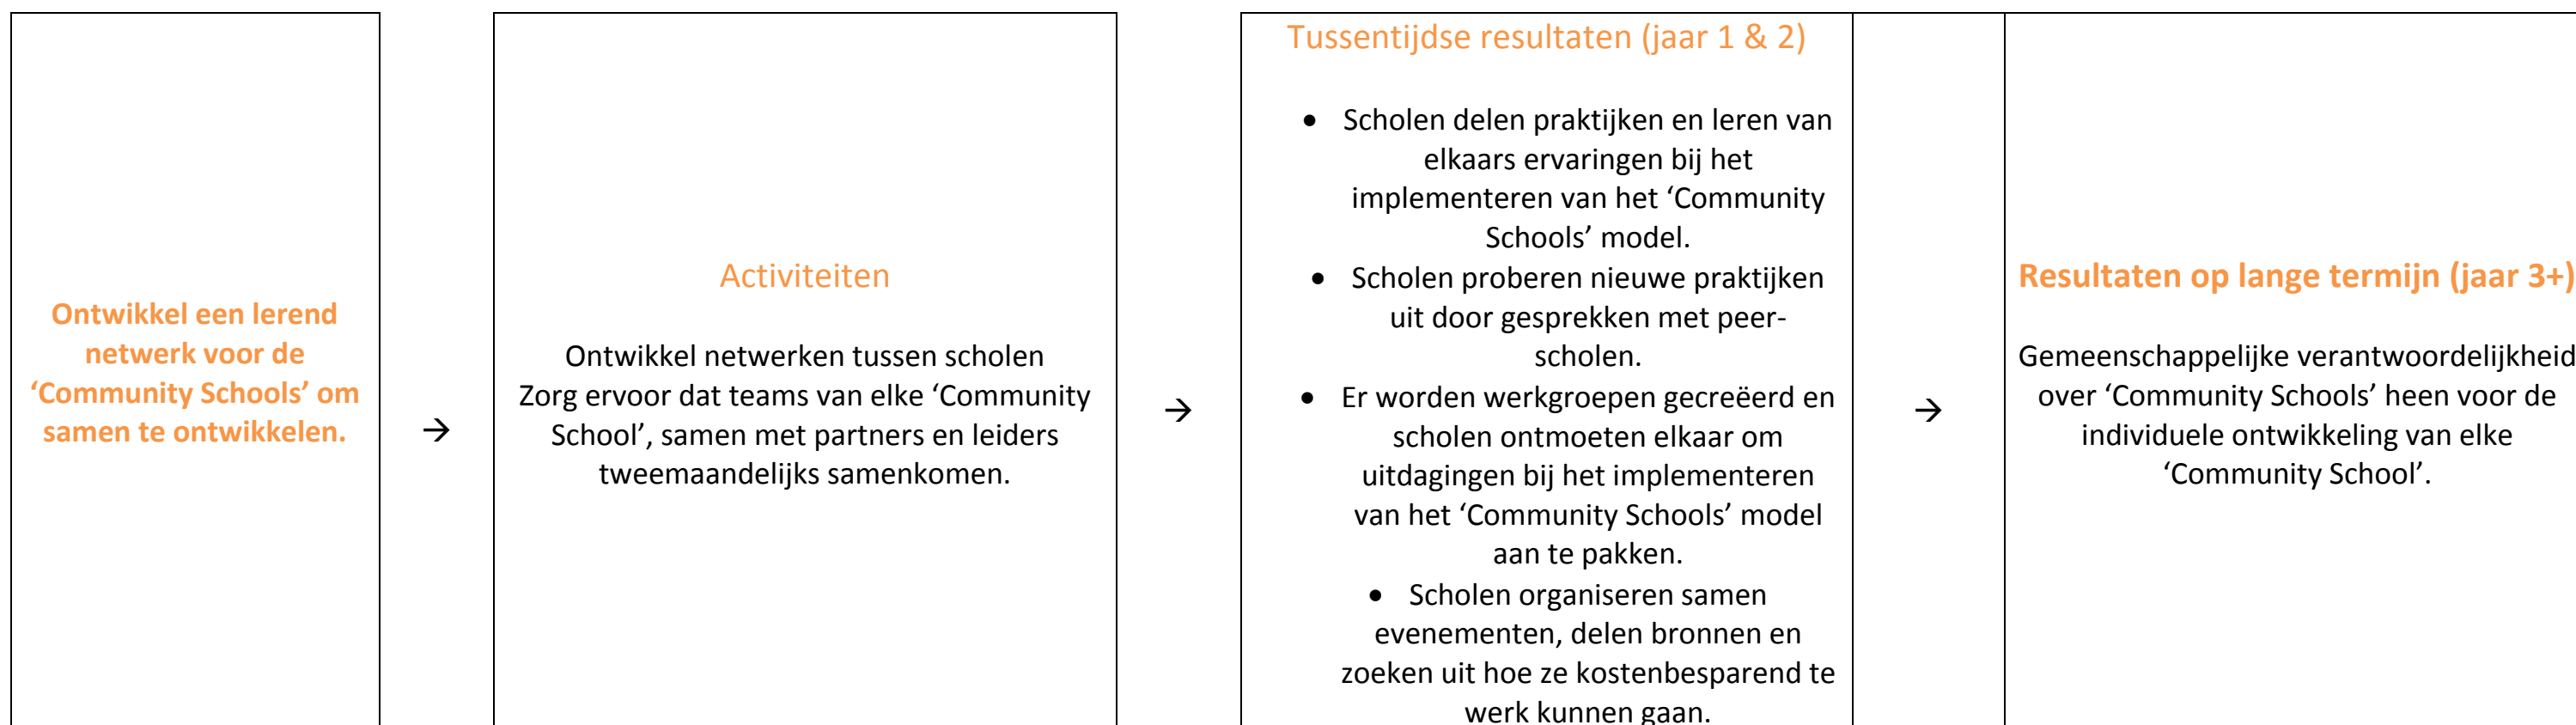 Ontwikkel een lerend
netwerk voor de
‘Community Schools’ om
samen te ontwikkelen.
→
Activiteiten
Ontwikkel netwerken tussen scholen
Zorg ervoor dat teams van elke ‘Community
School’, samen met partners en leiders
tweemaandelijks samenkomen.
→
Tussentijdse resultaten (jaar 1 & 2)
• Scholen delen praktijken en leren van
elkaars ervaringen bij het
implementeren van het ‘Community
Schools’ model.
• Scholen proberen nieuwe praktijken
uit door gesprekken met peer-
scholen.
• Er worden werkgroepen gecreëerd en
scholen ontmoeten elkaar om
uitdagingen bij het implementeren
van het ‘Community Schools’ model
aan te pakken.
• Scholen organiseren samen
evenementen, delen bronnen en
zoeken uit hoe ze kostenbesparend te
werk kunnen gaan.
→
Resultaten op lange termijn (jaar 3+)
Gemeenschappelijke verantwoordelijkheid
over ‘Community Schools’ heen voor de
individuele ontwikkeling van elke
‘Community School’.